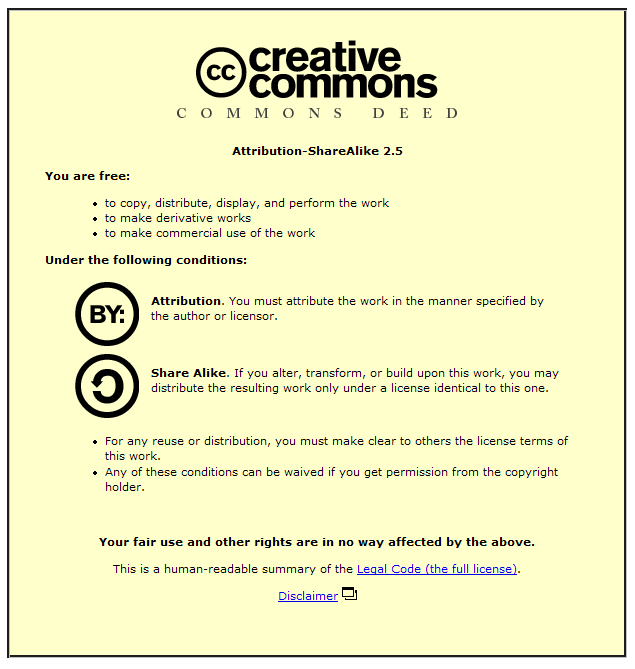 cc creative
commons
COMMONS DEED
Attribution-ShareAlike 2.5
You are free:
• to copy, distribute, display, and perform the work
• to make derivative works
• to make commercial use of the work
Under the following conditions:
BY:
Attribution. You must attribute the work in the manner specified by
the author or licensor.
Share Alike. If you alter, transform, or build upon this work, you may
distribute the resulting work only under a license identical to this one.
• For any reuse or distribution, you must make clear to others the license terms of
this work.
• Any of these conditions can be waived if you get permission from the copyright
holder.
Your fair use and other rights are in no way affected by the above.
This is a human-readable summary of the Legal Code (the full license).
Disclaimer